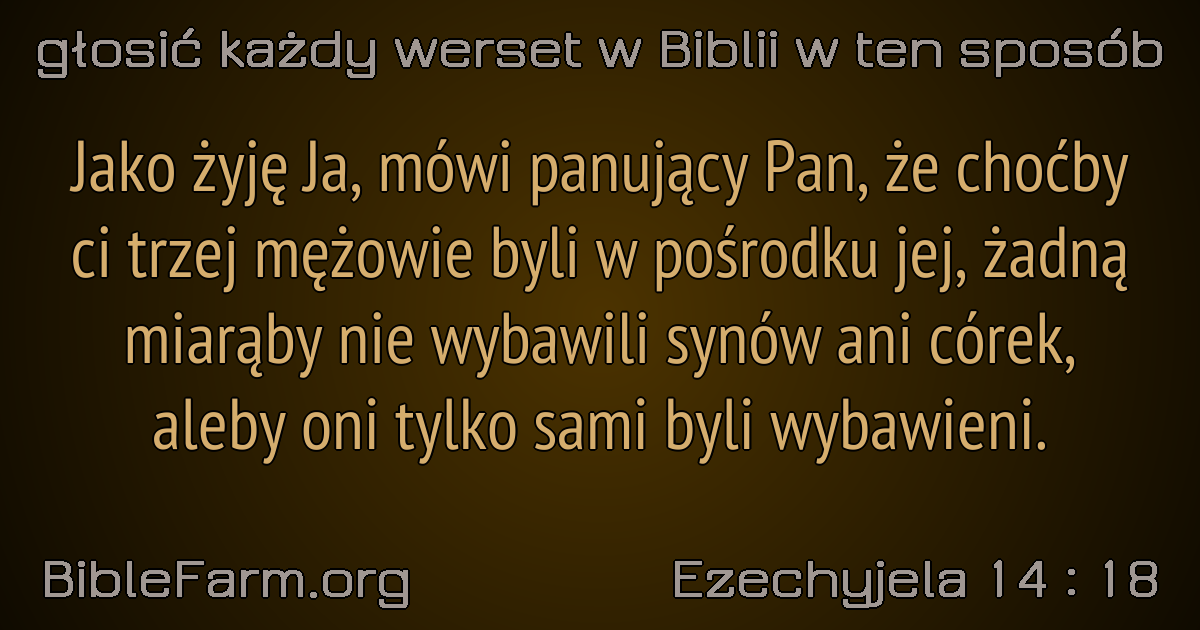 głosić każdy werset w Biblii w ten sposób
Jako żyję Ja, mówi panujący Pan, że choćby
ci trzej mężowie byli w pośrodku jej, żadną
miarąby nie wybawili synów ani córek,
aleby oni tylko sami byli wybawieni.
BibleFarm.org
Ezechyjela 14 : 18